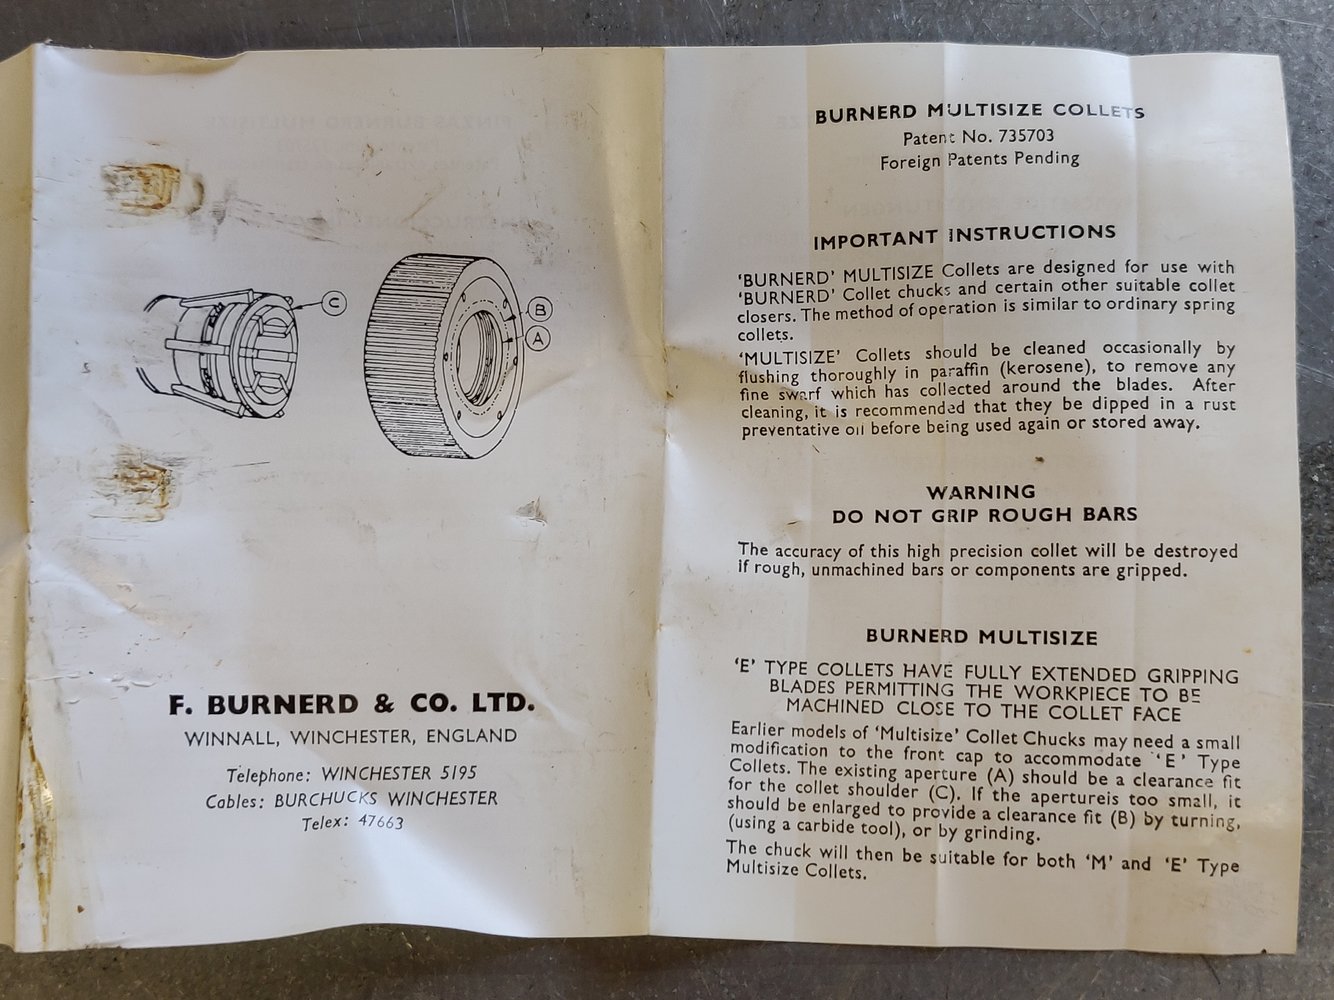 C
B
A
F. BURNERD & CO. LTD.
WINNALL, WINCHESTER, ENGLAND
Telephone: WINCHESTER 5195
Cables: BURCHUCKS WINCHESTER
Telex: 47663
BURNERD MULTISIZE COLLETS
Patent No. 735703
Foreign Patents Pending
IMPORTANT INSTRUCTIONS
‘BURNERD’ MULTISIZE Collets are designed for use with
‘BURNERD’ Collet chucks and certain other suitable collet
closers. The method of operation is similar to ordinary spring
collets.
‘MULTISIZE’ Collets should be cleaned occasionally by
flushing thoroughly in paraffin (kerosene), to remove any
fine swarf which has collected around the blades. After
cleaning, it is recommended that they be dipped in a rust
preventative oil before being used again or stored away.
WARNING
DO NOT GRIP ROUGH BARS
The accuracy of this high precision collet will be destroyed
if rough, unmachined bars or components are gripped.
BURNERD MULTISIZE
‘E’ TYPE COLLETS HAVE FULLY EXTENDED GRIPPING
BLADES PERMITTING THE WORKPIECE TO BE
MACHINED CLOSE TO THE COLLET FACE
Earlier models of ‘Multisize’ Collet Chucks may need a small
modification to the front cap to accommodate ‘E’ Type
Collets. The existing aperture (A) should be a clearance fit
for the collet shoulder (C). If the apertureis too small, it
should be enlarged to provide a clearance fit (B) by turning,
(using a carbide tool), or by grinding.
The chuck will then be suitable for both ‘M’ and ‘E’ Type
Multisize Collets.